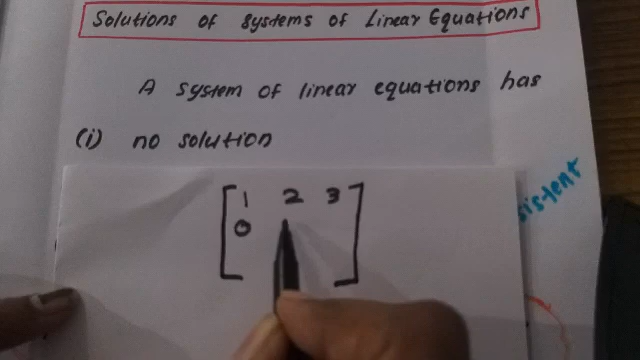 Solutions of Systems of Linear Equations
A system of linear equations has
(i) no solution
1 2 3
0